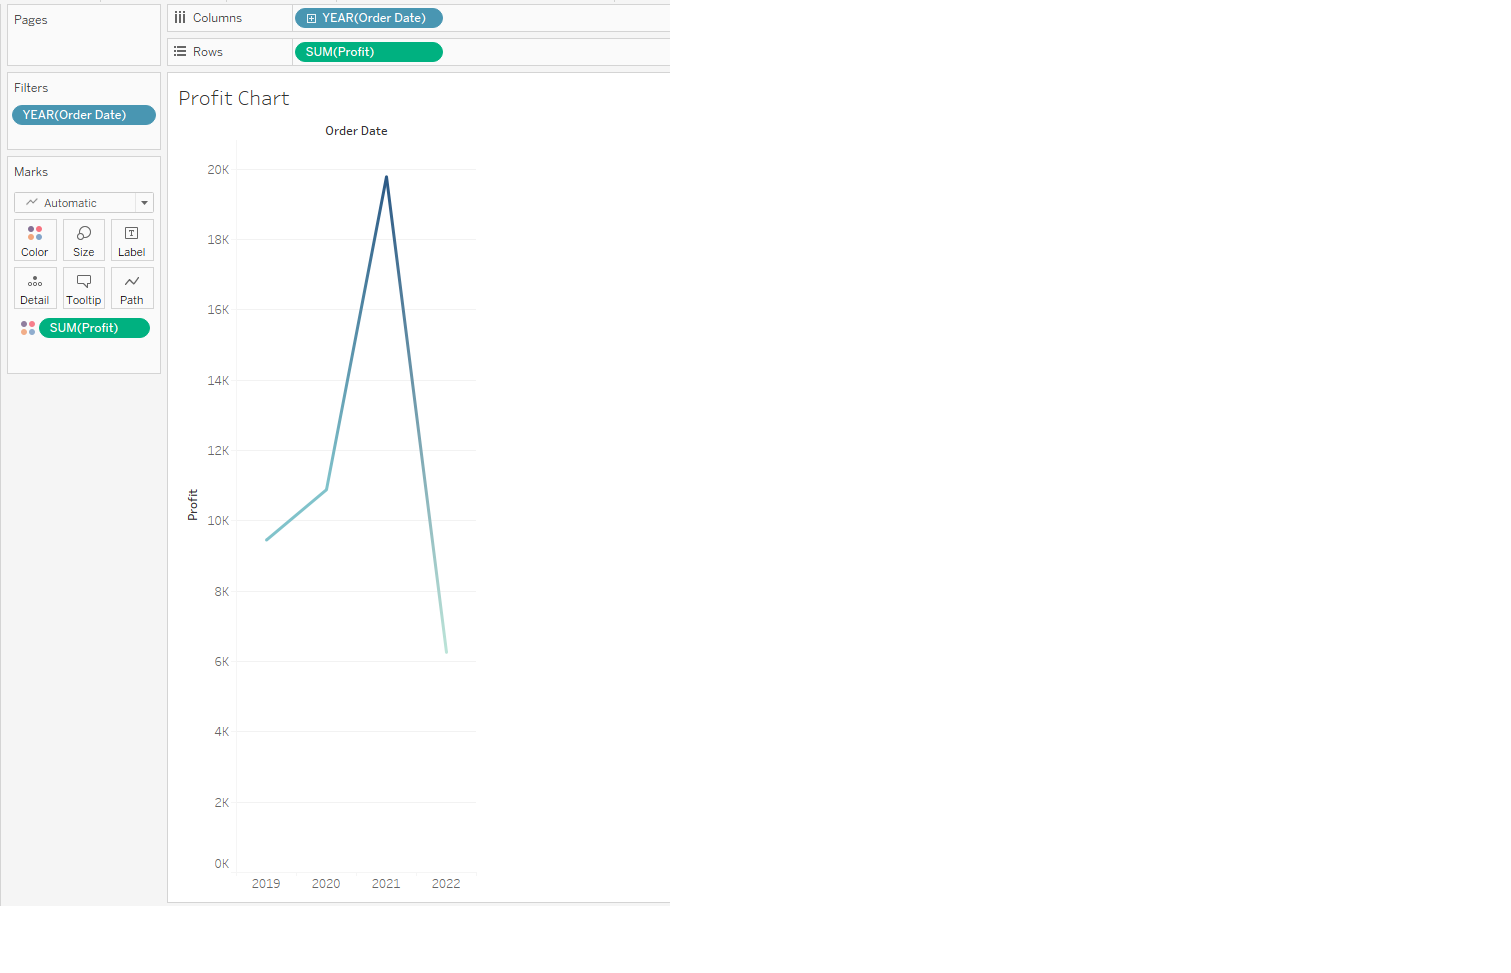 Pages
Columns
YEAR(Order Date)
Rows
SUM(Profit)
Filters
YEAR(Order Date)
Marks
Automatic
Color
Size
T
Label
Detail
Tooltip
Path
SUM(Profit)
Profit Chart
Order Date
20K
18K
16K
14K
12K
10K
8K
6K
4K
2K
0K
Profit
2019
2020
2021
2022